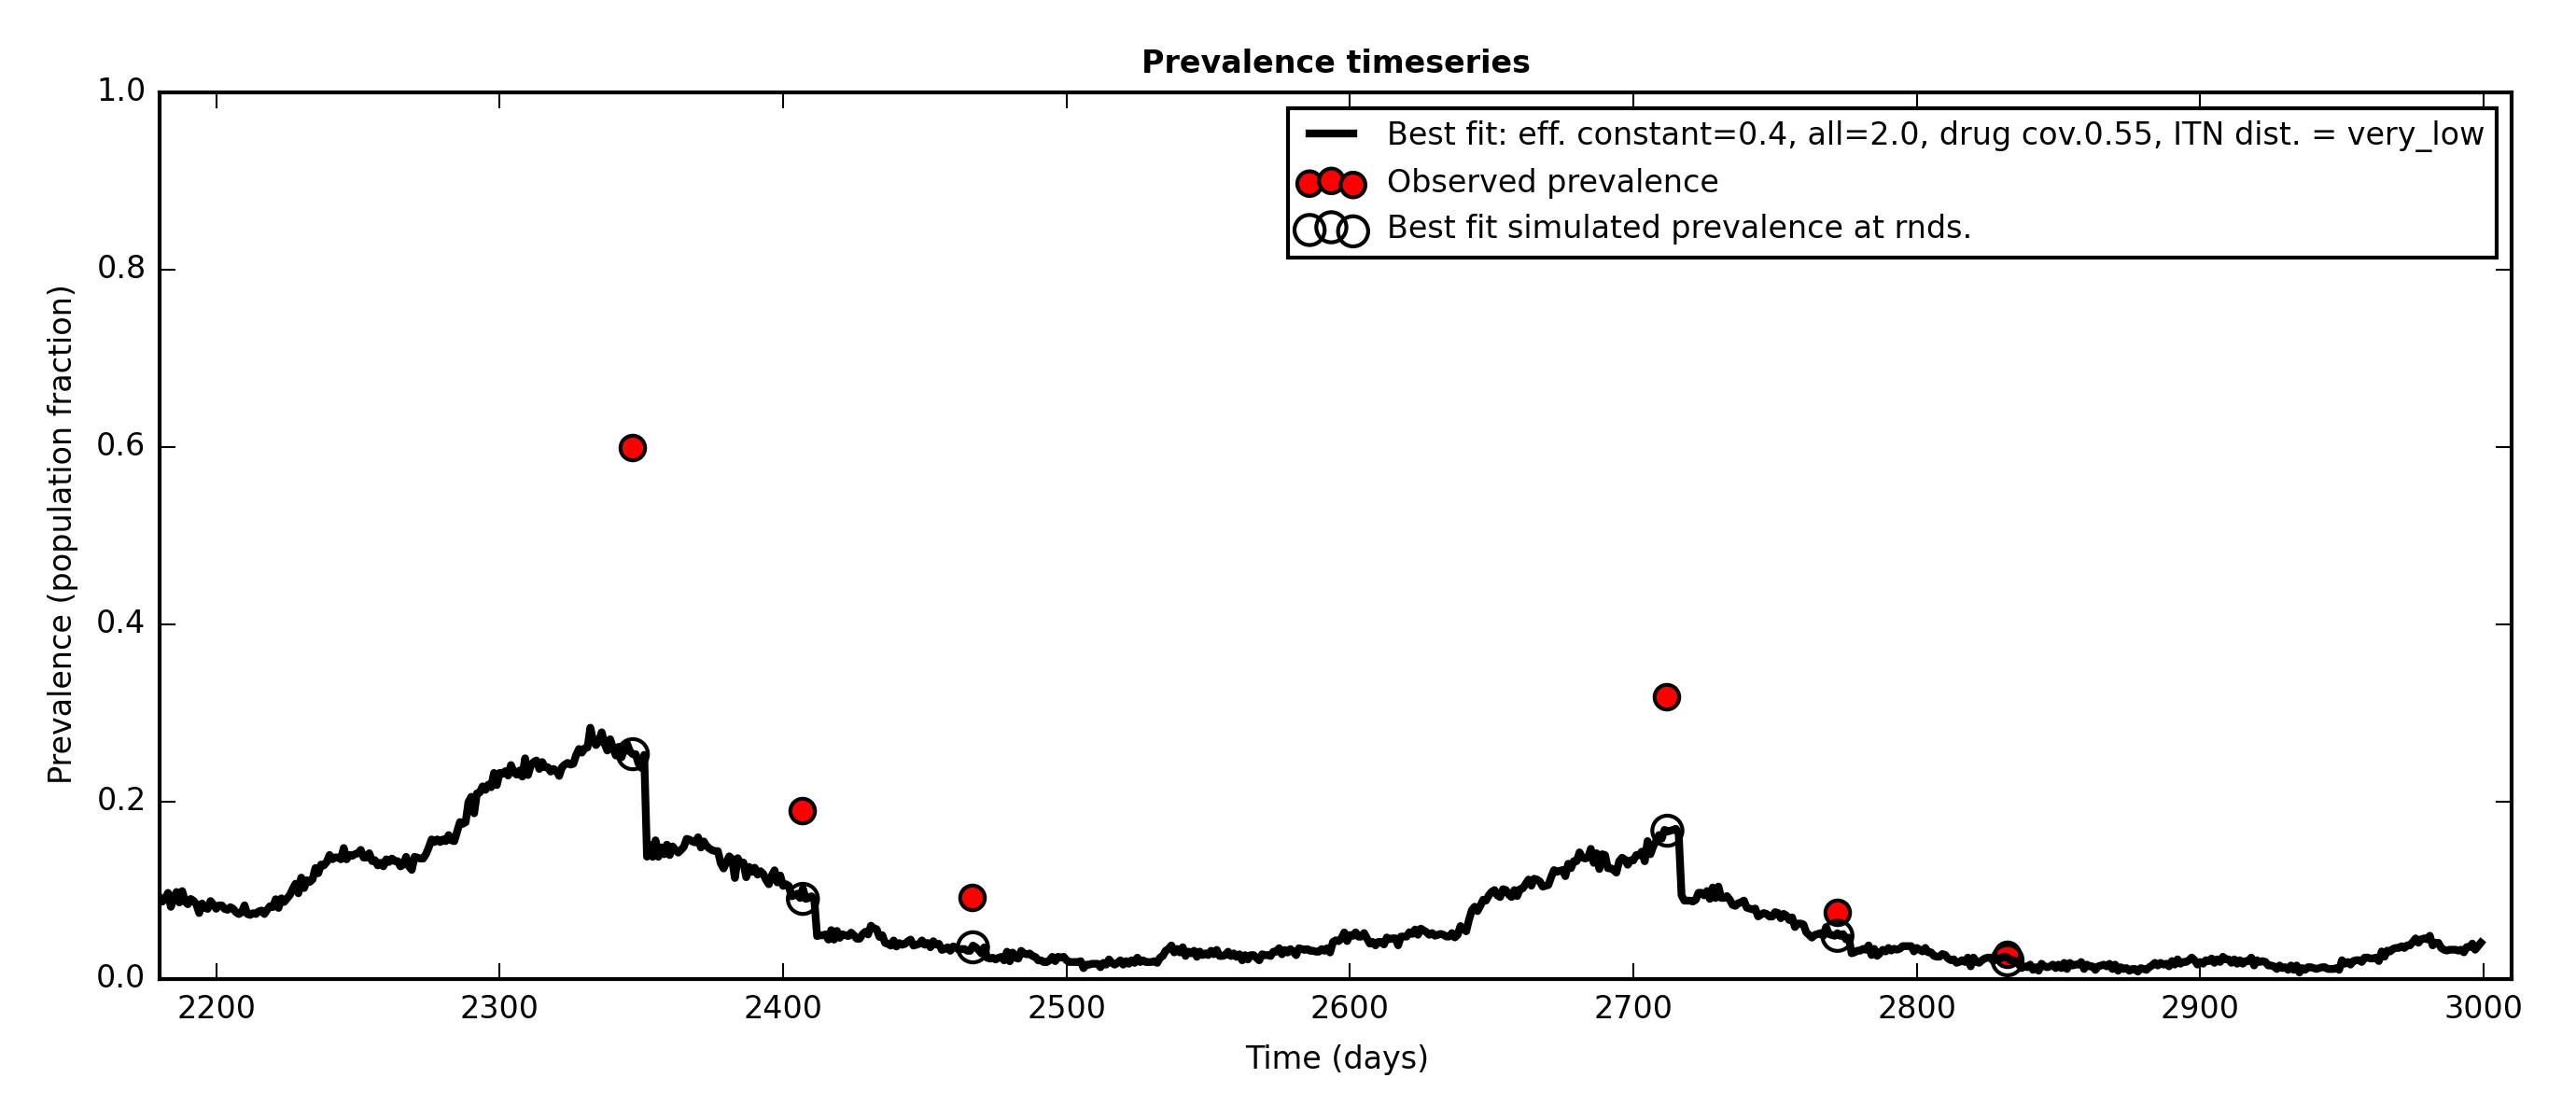 Prevalence timeseries
1.0
Best fit: eff. constant=0.4, all=2.0, drug cov.0.55, ITN dist. = very_low
Observed prevalence
Best fit simulated prevalence at rnds.
0.8
0.6
0.4
0.2
0.0
Prevalence (population fraction)
2200 2300 2400 2500 2600 2700 2800 2900 3000
Time (days)